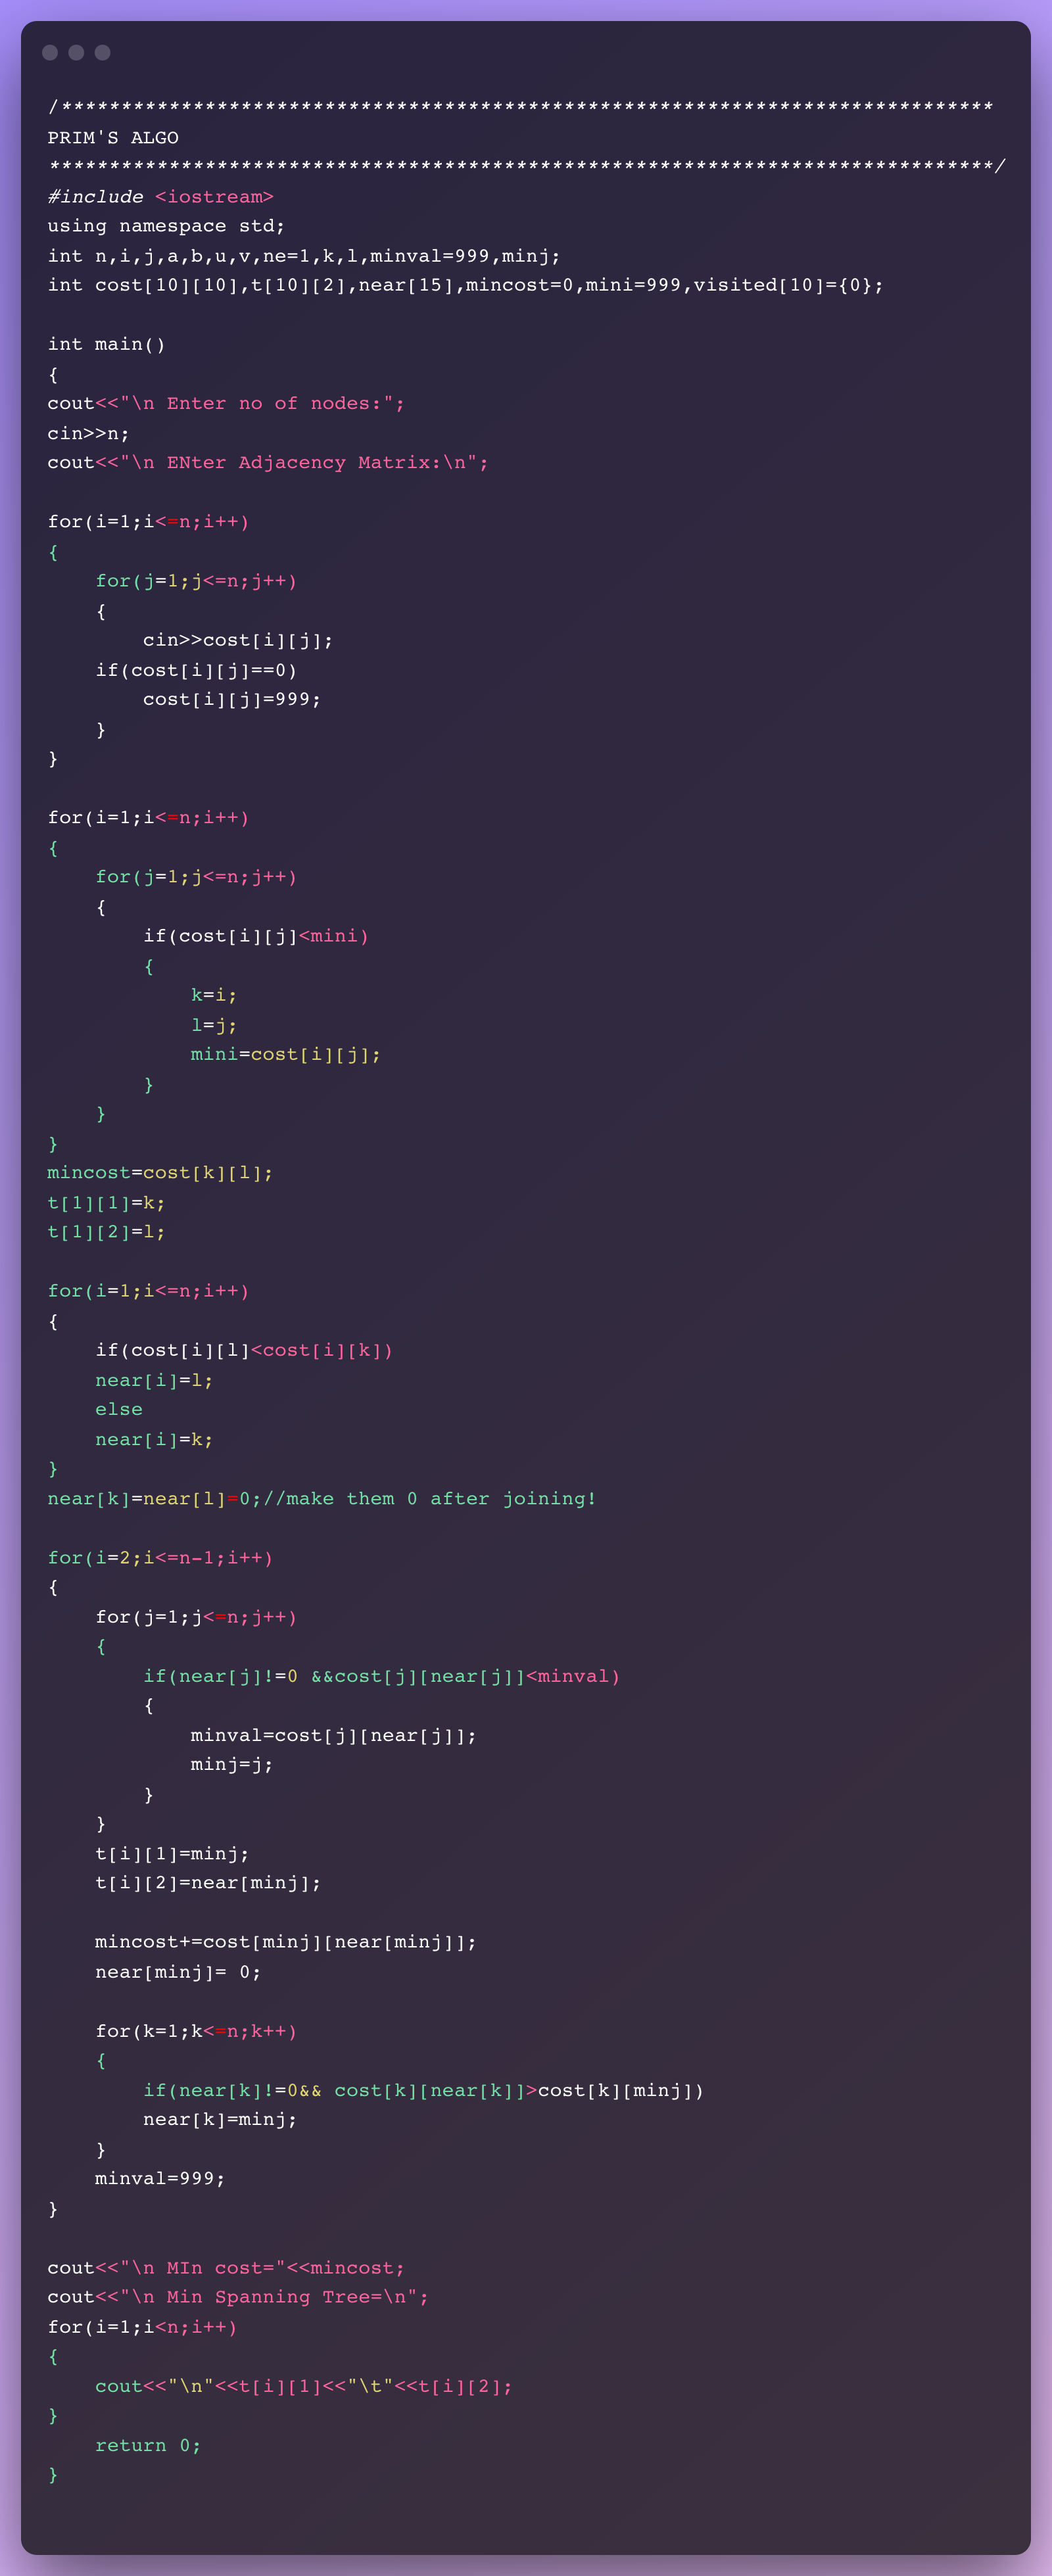 /******************************************************************************
PRIM'S ALGO
*******************************************************************************/
#include <iostream>
using namespace std;
int n,i,j,a,b,u,v,ne=1,k,l,minval=999,minj;
int cost[10][10],t[10][2],near[15],mincost=0,mini=999,visited[10]={0};

int main()
{
cout<<"\n Enter no of nodes:";
cin>>n;
cout<<"\n ENter Adjacency Matrix:\n";

for(i=1;i<=n;i++)
{
    for(j=1;j<=n;j++)
    {
        cin>>cost[i][j];
    if(cost[i][j]==0)
        cost[i][j]=999;
    }
}

for(i=1;i<=n;i++)
{
    for(j=1;j<=n;j++)
    {
        if(cost[i][j]<mini)
        {
            k=i;
            l=j;
            mini=cost[i][j];
        }
    }
}
mincost=cost[k][l];
t[1][1]=k;
t[1][2]=l;

for(i=1;i<=n;i++)
{
    if(cost[i][l]<cost[i][k])
    near[i]=l;
    else
    near[i]=k;
}
near[k]=near[l]=0;//make them 0 after joining!

for(i=2;i<=n-1;i++)
{
    for(j=1;j<=n;j++)
    {
        if(near[j]!=0 &&cost[j][near[j]]<minval)
        {
            minval=cost[j][near[j]];
            minj=j;
        }
    }
    t[i][1]=minj;
    t[i][2]=near[minj];

    mincost+=cost[minj][near[minj]];
    near[minj]= 0;

    for(k=1;k<=n;k++)
    {
        if(near[k]!=0&& cost[k][near[k]]>cost[k][minj])
        near[k]=minj;
    }
    minval=999;
}

cout<<"\n MIn cost="<<mincost;
cout<<"\n Min Spanning Tree=\n";
for(i=1;i<n;i++)
{
    cout<<"\n"<<t[i][1]<<"\t"<<t[i][2];
}
    return 0;
}